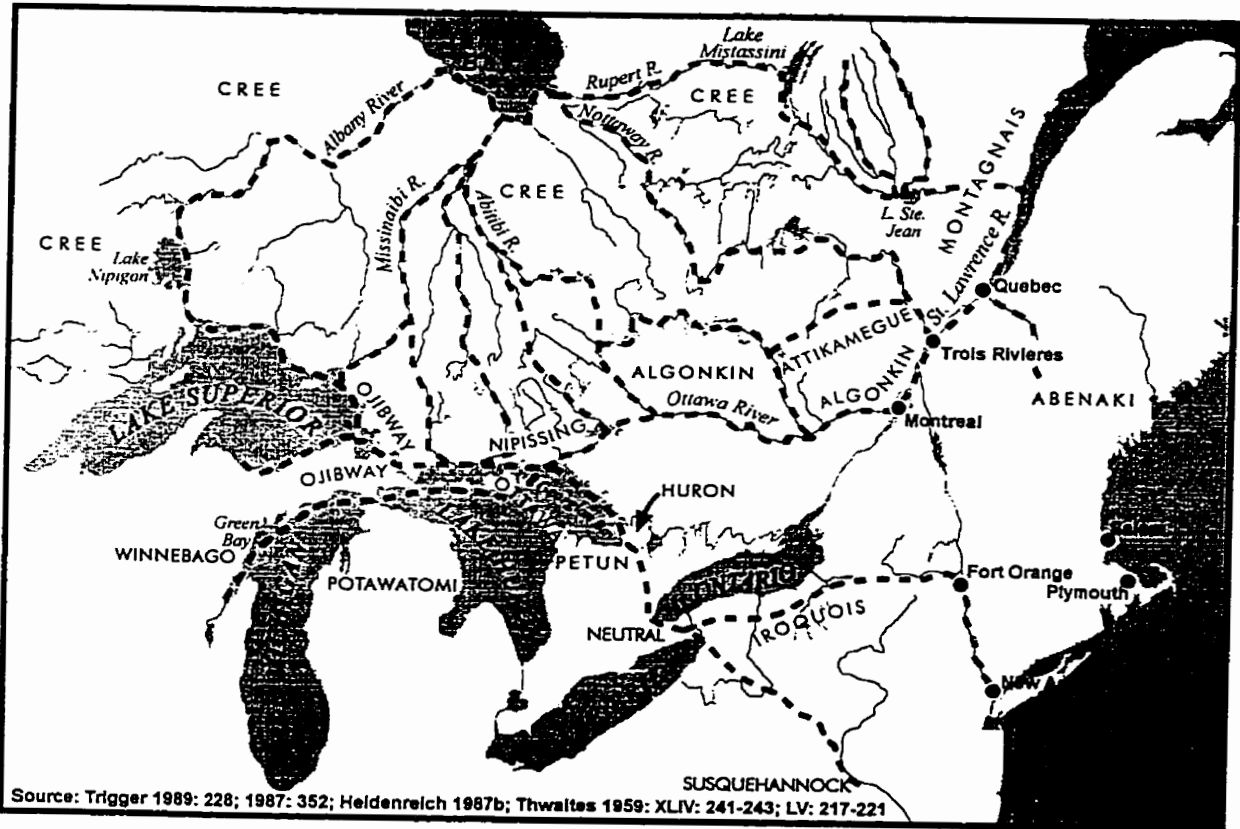 Lake
Mistassini
CREE
Rupert R.
CREE
Albany River
Nottaway R.
MONTAGNAIS
Missinaibi R.
CREE
Abitibi R.
L. Ste.
Jean
CREE
Lake
Nipigon
St. Lawrence R.
Quebec
ATTIKAMEGUE
Trois Rivieres
ALGONKIN
ALGONKIN
ABENAKI
LAKE SUPERIOR
OJIBWAY
Ottawa River
Montreal
NIPISSING
OJIBWAY
HURON
Green
Bay
WINNEBAGO
PETUN
POTAWATOMI
ONTARIO
Fort Orange
Plymouth
NEUTRAL
IROQUOIS
New
SUSQUEHANNOCK
Source: Trigger 1989: 228; 1987: 352; Heidenreich 1987b; Thwaites 1959: XLIV: 241-243; LV: 217-221